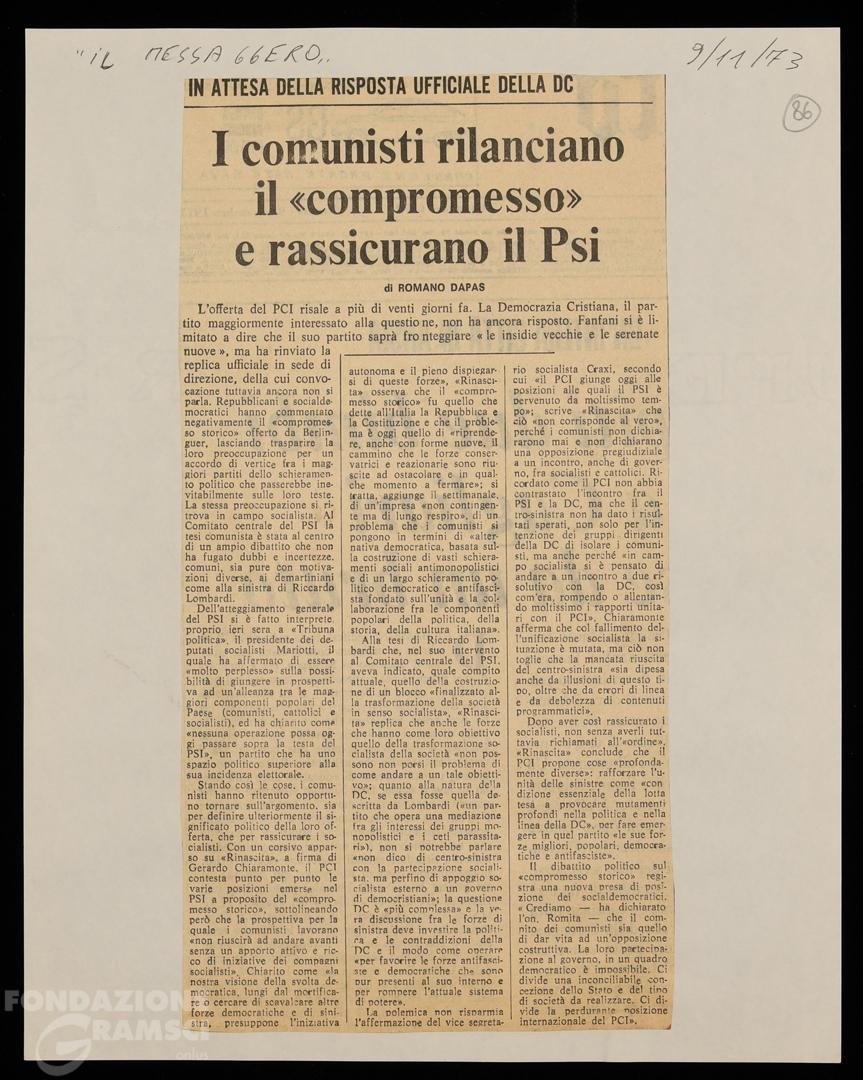 "iL MESSAGGERO"
9/11/73
86
IN ATTESA DELLA RISPOSTA UFFICIALE DELLA DC
I comunisti rilanciano
il «compromesso»
e rassicurano il Psi
di ROMANO DAPAS
L'offerta del PCI risale a più di venti giorni fa. La Democrazia Cristiana, il par-
tito maggiormente interessato alla questione, non ha ancora risposto. Fanfani si è li-
mitato a dire che il suo partito saprà fronteggiare « le insidie vecchie e le serenate
nuove », ma ha rinviato la
replica ufficiale in sede di
direzione, della cui convo-
cazione tuttavia ancora non si
parla. Repubblicani e socialde-
mocratici hanno commentato
negativamente il «compromes-
so storico» offerto da Berlin-
guer, lasciando trasparire la
loro preoccupazione per un
accordo di vertice fra i mag-
giori partiti dello schieramen-
to politico che passerebbe ine-
vitabilmente sulle loro teste.
La stessa preoccupazione si ri-
trova in campo socialista. Al
Comitato centrale del PSI la
tesi comunista è stata al centro
di un ampio dibattito che non
ha fugato dubbi e incertezze,
comuni, sia pure con motiva-
zioni diverse, ai demartiniani
come alla sinistra di Riccardo
Lombardi.
Dell'atteggiamento generale
del PSI si è fatto interprete,
proprio ieri sera a «Tribuna
politica», il presidente dei de-
putati socialisti Mariotti, il
quale ha affermato di essere
«molto perplesso» sulla possi-
bilità di giungere in prospetti-
va ad un'alleanza tra le mag-
giori componenti popolari del
Paese (comunisti, cattolici e
socialisti), ed ha chiarito come
«nessuna operazione possa og-
gi passare sopra la testa del
PSI», un partito che ha uno
spazio politico superiore alla
sua incidenza elettorale.
Stando così le cose, i comu-
nisti hanno ritenuto opportu-
no tornare sull'argomento, sia
per definire ulteriormente il si-
gnificato politico della loro of-
ferta, che per rassicurare i so-
cialisti. Con un corsivo appar-
so su «Rinascita», a firma di
Gerardo Chiaramonte, il PCI
contesta punto per punto le
varie posizioni emerse nel
PSI a proposito del «compro-
messo storico», sottolineando
però che la prospettiva per la
quale i comunisti lavorano
«non riuscirà ad andare avanti
senza un apporto attivo e ric-
co di iniziative dei compagni
socialisti». Chiarito come «la
nostra visione della svolta de-
mocratica, lungi dal mortifica-
re o cercare di scavalcare altre
forze democratiche e di sini-
stra, presuppone l'iniziativa
autonoma e il pieno dispiegar-
si di queste forze», «Rinasci-
ta» osserva che il «compro-
messo storico» fu quello che
dette all'Italia la Repubblica e
la Costituzione e che il proble-
ma è oggi quello di «riprende-
re, anche con forme nuove, il
cammino che le forze conser-
vatrici e reazionarie sono riu-
scite ad ostacolare e in qual-
che momento a fermare»; si
tratta, aggiunge il settimanale,
di un'impresa «non contingen-
te ma di lungo respiro», di un
problema che i comunisti si
pongono in termini di «alter-
nativa democratica, basata sul-
la costruzione di vasti schiera-
menti sociali antimonopolistici
e di un largo schieramento po-
litico democratico e antifasci-
sta fondato sull'unità e la col-
laborazione fra le componenti
popolari della politica, della
storia, della cultura italiana».
Alla tesi di Riccardo Lom-
bardi che, nel suo intervento
al Comitato centrale del PSI,
aveva indicato, quale compito
attuale, quello della costruzio-
ne di un blocco «finalizzato al-
la trasformazione della società
in senso socialista», «Rinasci-
ta» replica che anche le forze
che hanno come loro obiettivo
quello della trasformazione so-
cialista della società «non pos-
sono non porsi il problema di
come andare a un tale obietti-
vo»; quanto alla natura della
DC, se essa fosse quella de-
scritta da Lombardi («un par-
tito che opera una mediazione
fra gli interessi dei gruppi mo-
nopolistici e i ceti parassita-
ri»), non si potrebbe parlare
«non dico di centro-sinistra
con la partecipazione sociali-
sta, ma perfino di appoggio so-
cialista esterno a un governo
di democristiani»; la questione
DC è «più complessa» e la ve-
ra discussione fra le forze di
sinistra deve investire la politi-
ca e le contraddizioni della
DC e il modo come operare
«per favorire le forze antifasci-
ste e democratiche che sono
pur presenti al suo interno e
per rompere l'attuale sistema
di potere».
La polemica non risparmia
l'affermazione del vice segreta-
rio socialista Craxi, secondo
cui «il PCI giunge oggi alle
posizioni alle quali il PSI è
pervenuto da moltissimo tem-
po»; scrive «Rinascita» che
ciò «non corrisponde al vero»,
perché i comunisti non dichia-
rarono mai e non dichiarano
una opposizione pregiudiziale
a un incontro, anche di gover-
no, fra socialisti e cattolici. Ri-
cordato come il PCI non abbia
contrastato l'incontro fra il
PSI e la DC, ma che il cen-
tro-sinistra non ha dato i risul-
tati sperati, non solo per l'in-
tenzione dei gruppi dirigenti
della DC di isolare i comuni-
sti, ma anche perché «in cam-
po socialista si è pensato di
andare a un incontro a due ri-
solutivo con la DC, così
com'era, rompendo o allentan-
do moltissimo i rapporti unita-
ri con il PCI», Chiaramonte
afferma che col fallimento del-
l'unificazione socialista la si-
tuazione è mutata, ma ciò non
toglie che la mancata riuscita
del centro-sinistra «sia dipesa
anche da illusioni di questo ti-
po, oltre che da errori di linea
e da debolezza di contenuti
programmatici».
Dopo aver così rassicurato i
socialisti, non senza averli tut-
tavia richiamati all'«ordine»,
«Rinascita» conclude che il
PCI propone cose «profonda-
mente diverse»: rafforzare l'u-
nità delle sinistre come «con
dizione essenziale della lotta
tesa a provocare mutamenti
profondi nella politica e nella
linea della DC», per fare emer-
gere in quel partito «le sue for-
ze migliori, popolari, democra-
tiche e antifasciste».
Il dibattito politico sul
«compromesso storico» regi-
stra una nuova presa di posi-
zione dei socialdemocratici.
«Crediamo — ha dichiarato
l'on. Romita — che il com-
pito dei comunisti sia quello
di dar vita ad un'opposizione
costruttiva. La loro partecipa-
zione al governo, in un quadro
democratico è impossibile. Ci
divide una inconciliabile con-
cezione dello Stato e del tipo
di società da realizzare. Ci di-
vide la perdurante posizione
internazionale del PCI».
FONDAZIONE
GRAMSCI
onlus